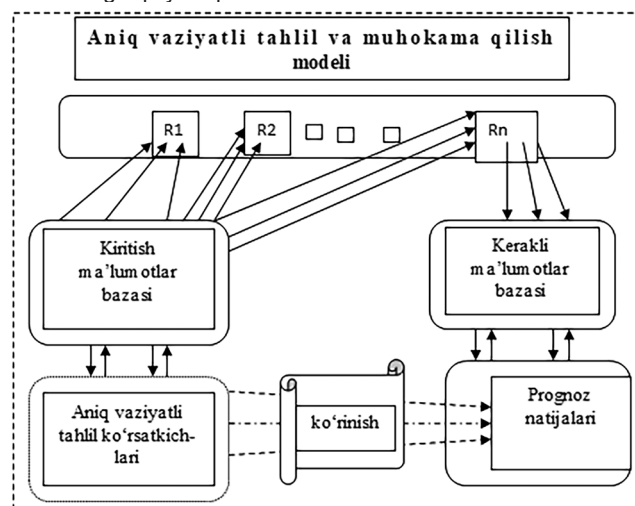 Aniq vaziyatli tahlil va muhokama qilish
modeli
R1
R2
Rn
Kiritish
ma’lumotlar
bazasi
Kerakli
ma’lumotlar
bazasi
Aniq vaziyatli
tahlil ko‘rsatkich-
lari
ko‘rinish
Prognoz
natijalari